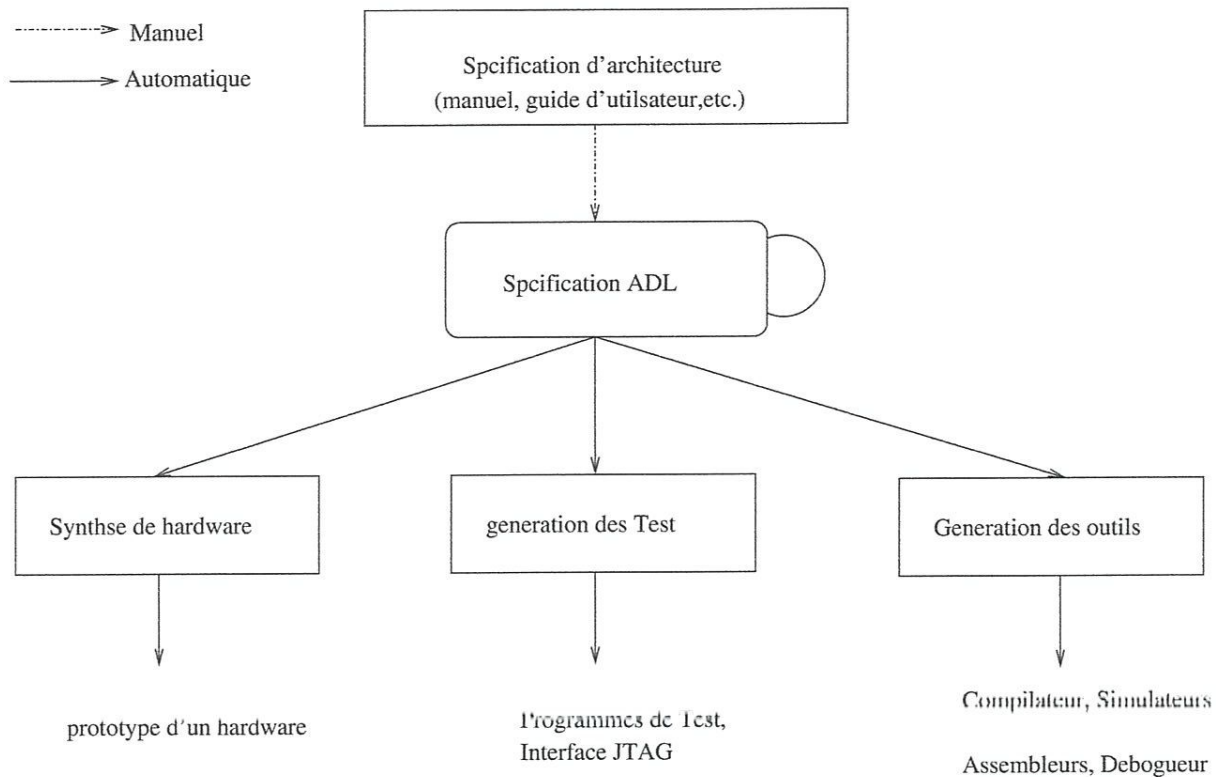 Manuel
Automatique
Spcification d'architecture
(manuel, guide d'utilsateur,etc.)
Spcification ADL
Synthse de hardware
generation des Test
Generation des outils
prototype d'un hardware
Programmes de Test,
Interface JTAG
Compilateur, Simulateurs
Assembleurs, Debogueur